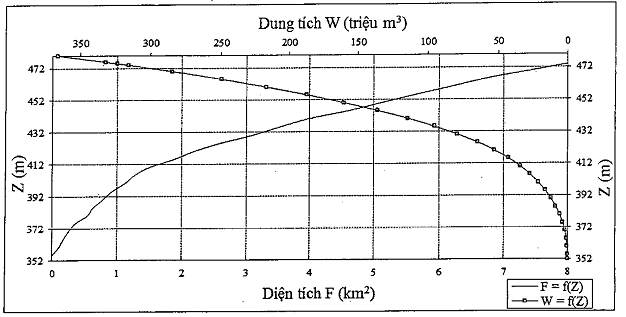 Dung tích W (triệu m³)
350 300 250 200 150 100 50 0
472 472
452 452
432 432
412 412
392 392
372 372
352 352
Z (m) Z (m)
0 1 2 3 4 5 6 7 8
Diện tích F (km²)
F = f(Z)
W = f(Z)